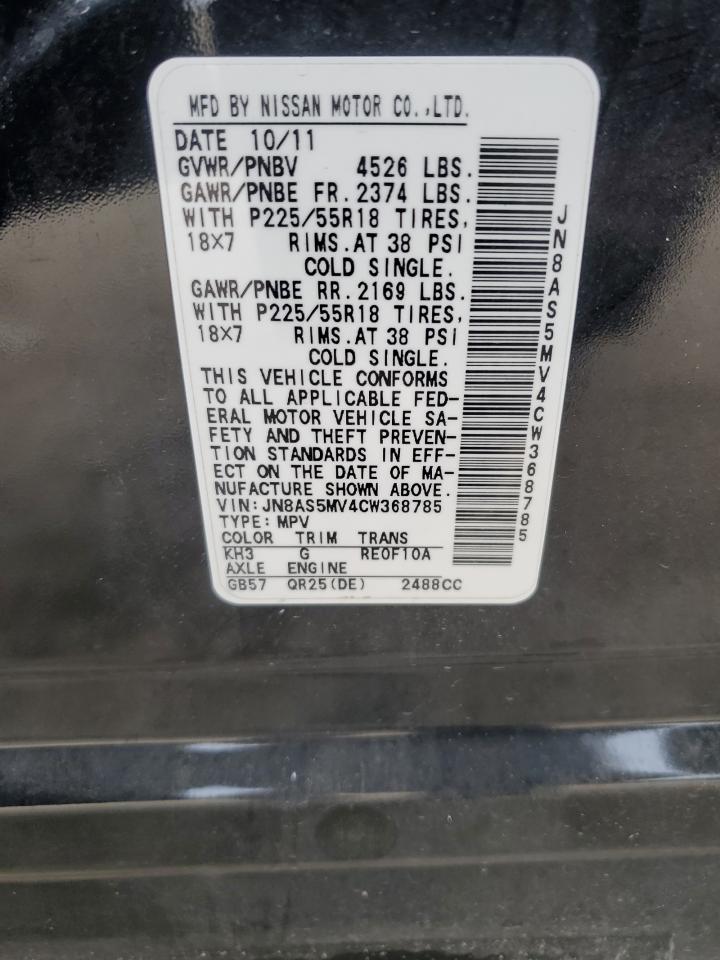 MFD BY NISSAN MOTOR CO.,LTD.
DATE 10/11
GVWR/PNBV 4526 LBS.
GAWR/PNBE FR. 2374 LBS.
WITH P225/55R18 TIRES,
18×7 RIMS.AT 38 PSI
COLD SINGLE.
GAWR/PNBE RR. 2169 LBS.
WITH P225/55R18 TIRES,
18×7 RIMS.AT 38 PSI
COLD SINGLE.
THIS VEHICLE CONFORMS
TO ALL APPLICABLE FED-
ERAL MOTOR VEHICLE SA-
FETY AND THEFT PREVEN-
TION STANDARDS IN EFF-
ECT ON THE DATE OF MA-
NUFACTURE SHOWN ABOVE.
VIN:JN8AS5MV4CW368785
TYPE:MPV
COLOR TRIM TRANS
KH3 G RE0F10A
AXLE ENGINE
GB57 QR25(DE) 2488CC
JN8AS5MV4CW368785